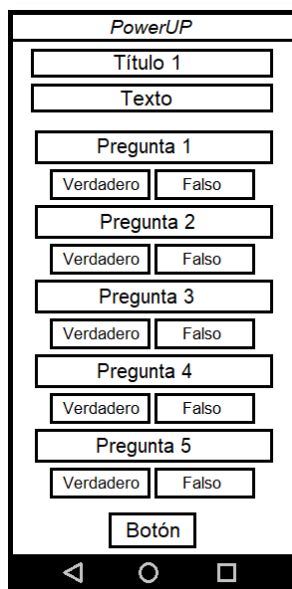 PowerUP
Título 1
Texto
Pregunta 1
Verdadero Falso
Pregunta 2
Verdadero Falso
Pregunta 3
Verdadero Falso
Pregunta 4
Verdadero Falso
Pregunta 5
Verdadero Falso
Botón